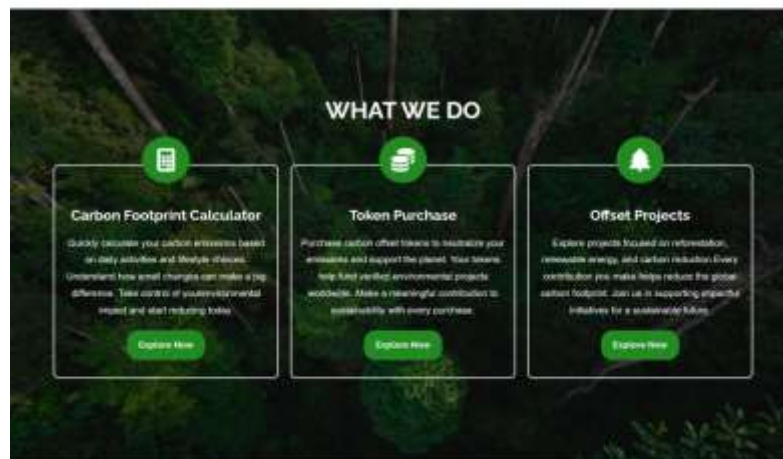 WHAT WE DO
Carbon Footprint Calculator
Quickly calculate your carbon emissions based
on daily activities and lifestyle choices.
Understand how small changes can make a big
difference. Take control of yourenvironmental
impact and start reducing today.
Explore Now
Token Purchase
Purchase carbon offset tokens to neutralize your
emissions and support the planet. Your tokens
help fund verified environmental projects
worldwide. Make a meaningful contribution to
sustainability with every purchase.
Explore Now
Offset Projects
Explore projects focused on reforestation,
renewable energy, and carbon reduction.Every
contribution you make helps reduce the global
carbon footprint. Join us in supporting impactful
initiatives for a sustainable future.
Explore Now